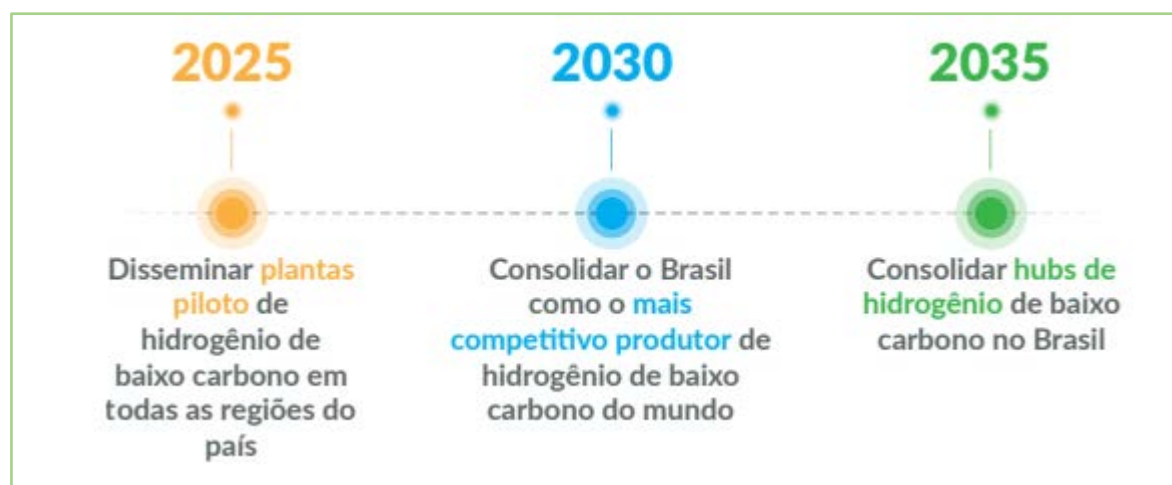 2025
Disseminar plantas
piloto de
hidrogênio de
baixo carbono em
todas as regiões do
país
2030
Consolidar o Brasil
como o mais
competitivo produtor de
hidrogênio de baixo
carbono do mundo
2035
Consolidar hubs de
hidrogênio de baixo
carbono no Brasil